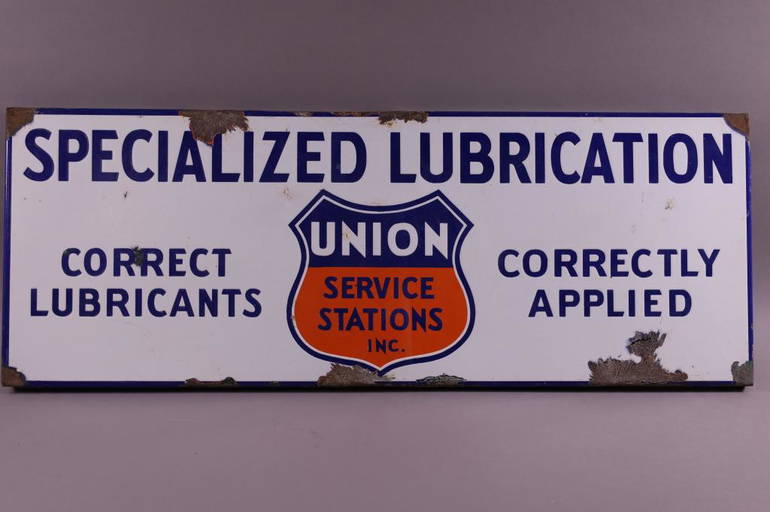 SPECIALIZED LUBRICATION
CORRECT
LUBRICANTS
UNION
SERVICE
STATIONS
INC.
CORRECTLY
APPLIED